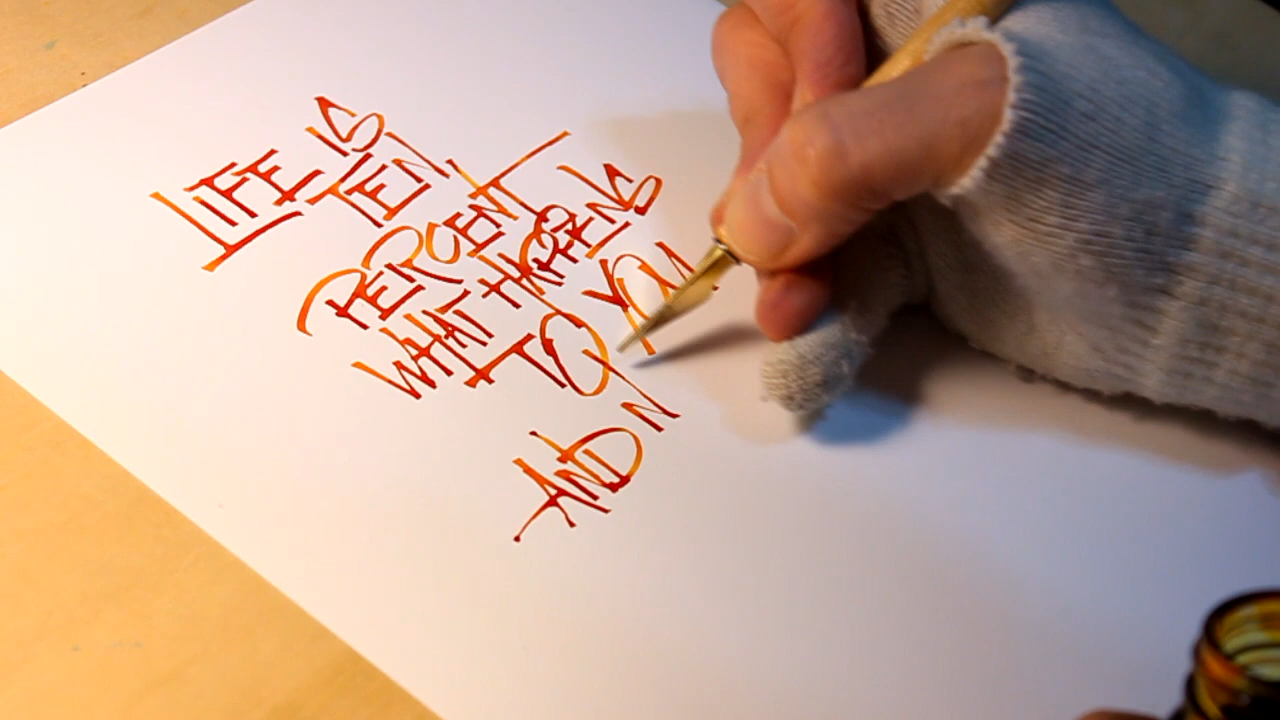 LIFE IS
TEN
PERCENT
WHAT HAPPENS
TO YOU
AND N